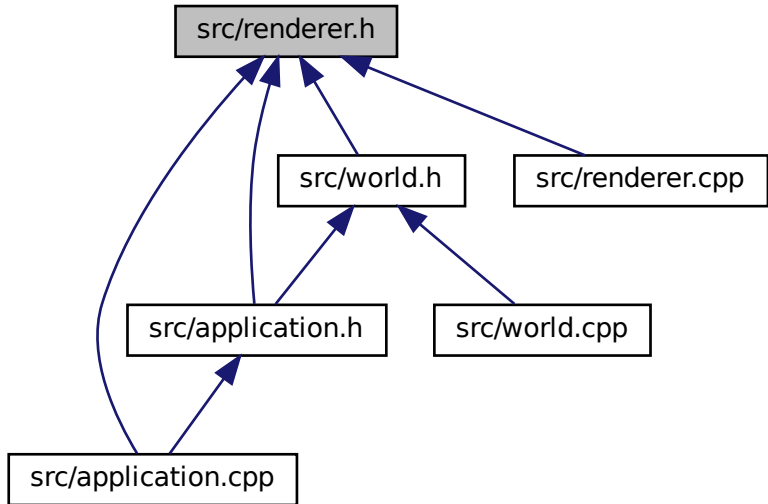 src/renderer.h
src/world.h
src/renderer.cpp
src/application.h
src/world.cpp
src/application.cpp